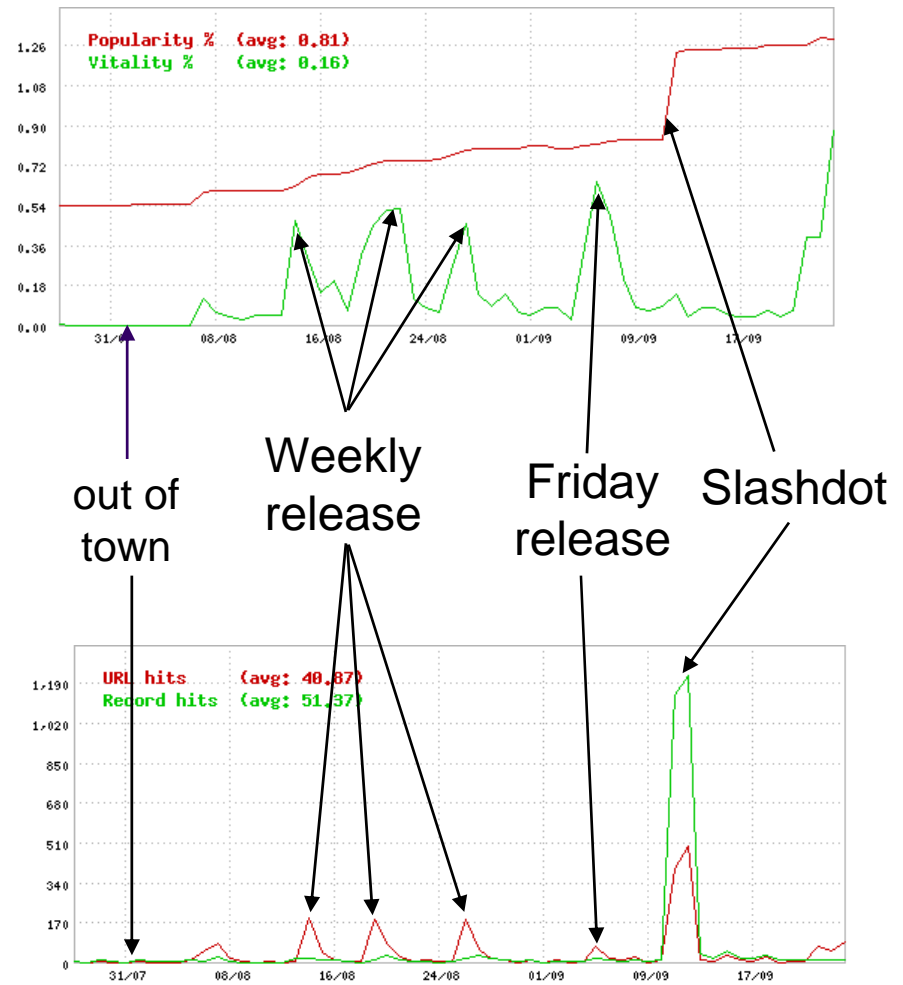 Popularity % (avg: 0.81)
Vitality % (avg: 0.16)
1.26
1.08
0.90
0.72
0.54
0.36
0.18
0.00
08/08 16/08 24/08 01/09 09/09 17/09
out of
town
Weekly
release
Friday
release
Slashdot
URL hits (avg: 40.87)
Record hits (avg: 51.37)
1,190
1,020
850
680
510
340
170
0
31/07 08/08 16/08 24/08 01/09 09/09 17/09